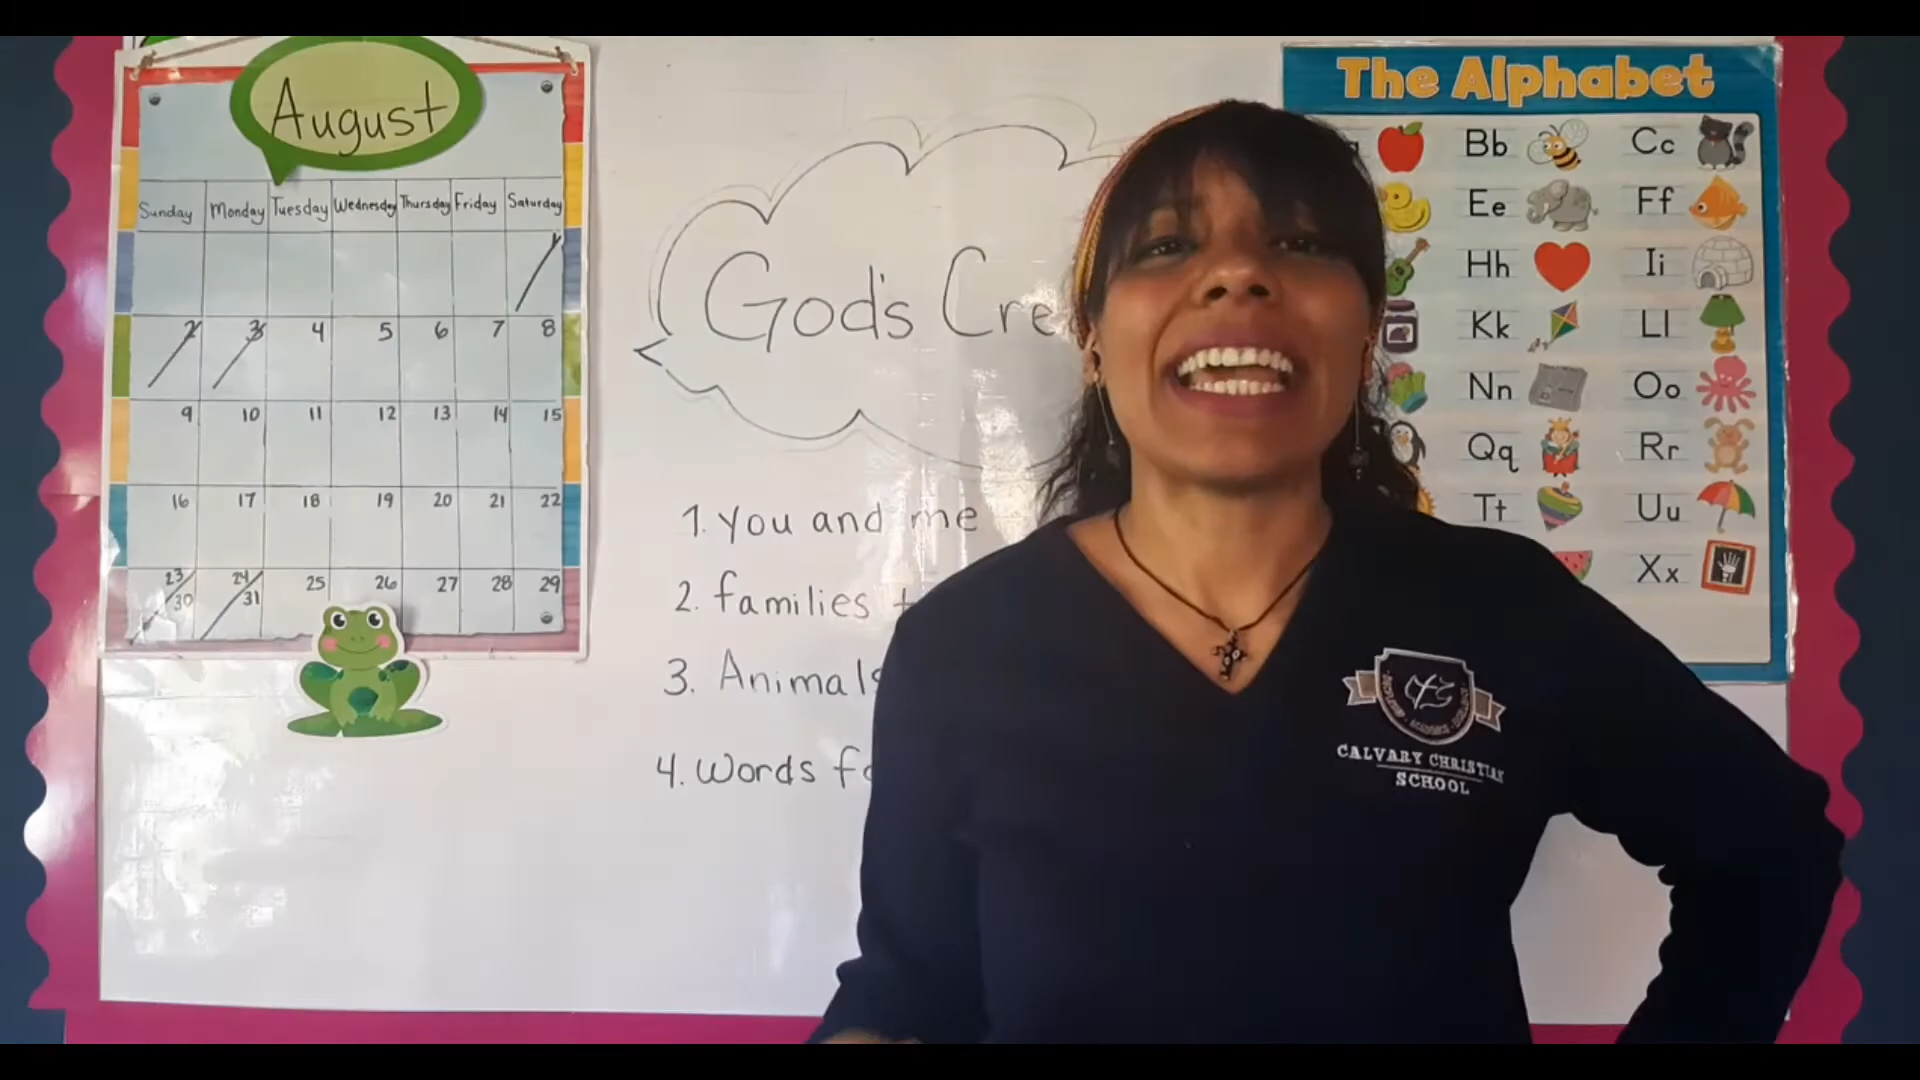 August
Sunday Monday Tuesday Wednesday Thursday Friday Saturday
1
2 3 4 5 6 7 8
9 10 11 12 13 14 15
16 17 18 19 20 21 22
23 24 25 26 27 28 29
30 31
God's Cre
1. You and me
2. families
3. Animals
4. Words
The Alphabet
Bb Cc
Ee Ff
Hh Ii
Kk Ll
Nn Oo
Qq Rr
Tt Uu
Xx
CALVARY CHRISTIAN
SCHOOL